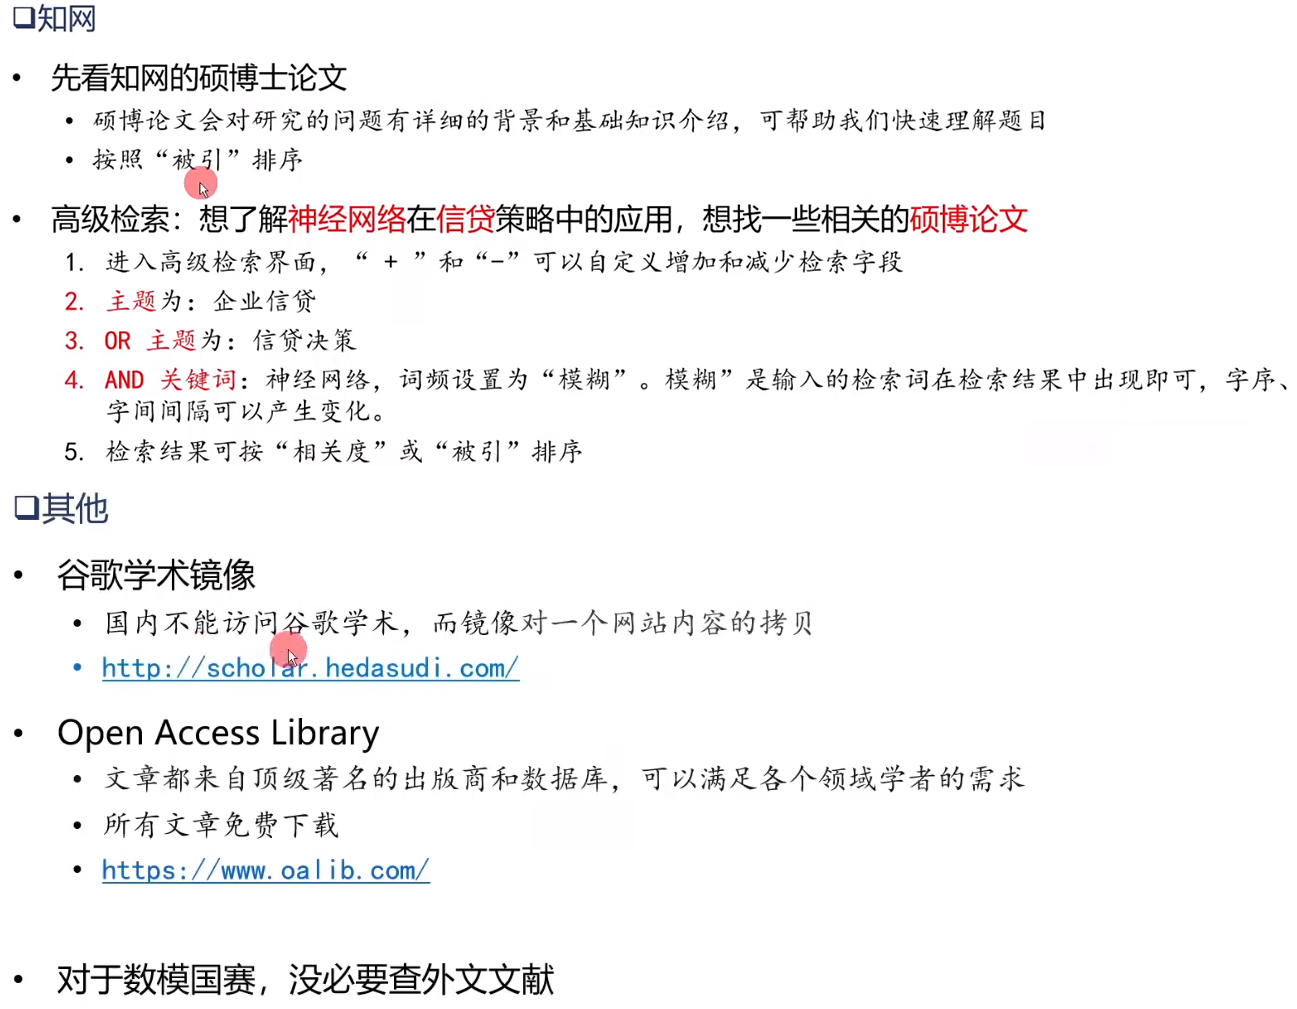 ❑知网
• 先看知网的硕博士论文
• 硕博论文会对研究的问题有详细的背景和基础知识介绍，可帮助我们快速理解题目
• 按照“被引”排序
• 高级检索：想了解神经网络在信贷策略中的应用，想找一些相关的硕博论文
1. 进入高级检索界面，“ + ”和“-”可以自定义增加和减少检索字段
2. 主题为：企业信贷
3. OR 主题为：信贷决策
4. AND 关键词：神经网络，词频设置为“模糊”。模糊”是输入的检索词在检索结果中出现即可，字序、
字间间隔可以产生变化。
5. 检索结果可按“相关度”或“被引”排序
❑其他
• 谷歌学术镜像
• 国内不能访问谷歌学术，而镜像对一个网站内容的拷贝
• http://scholar.hedasudi.com/
• Open Access Library
• 文章都来自顶级著名的出版商和数据库，可以满足各个领域学者的需求
• 所有文章免费下载
• https://www.oalib.com/
• 对于数模国赛，没必要查外文文献